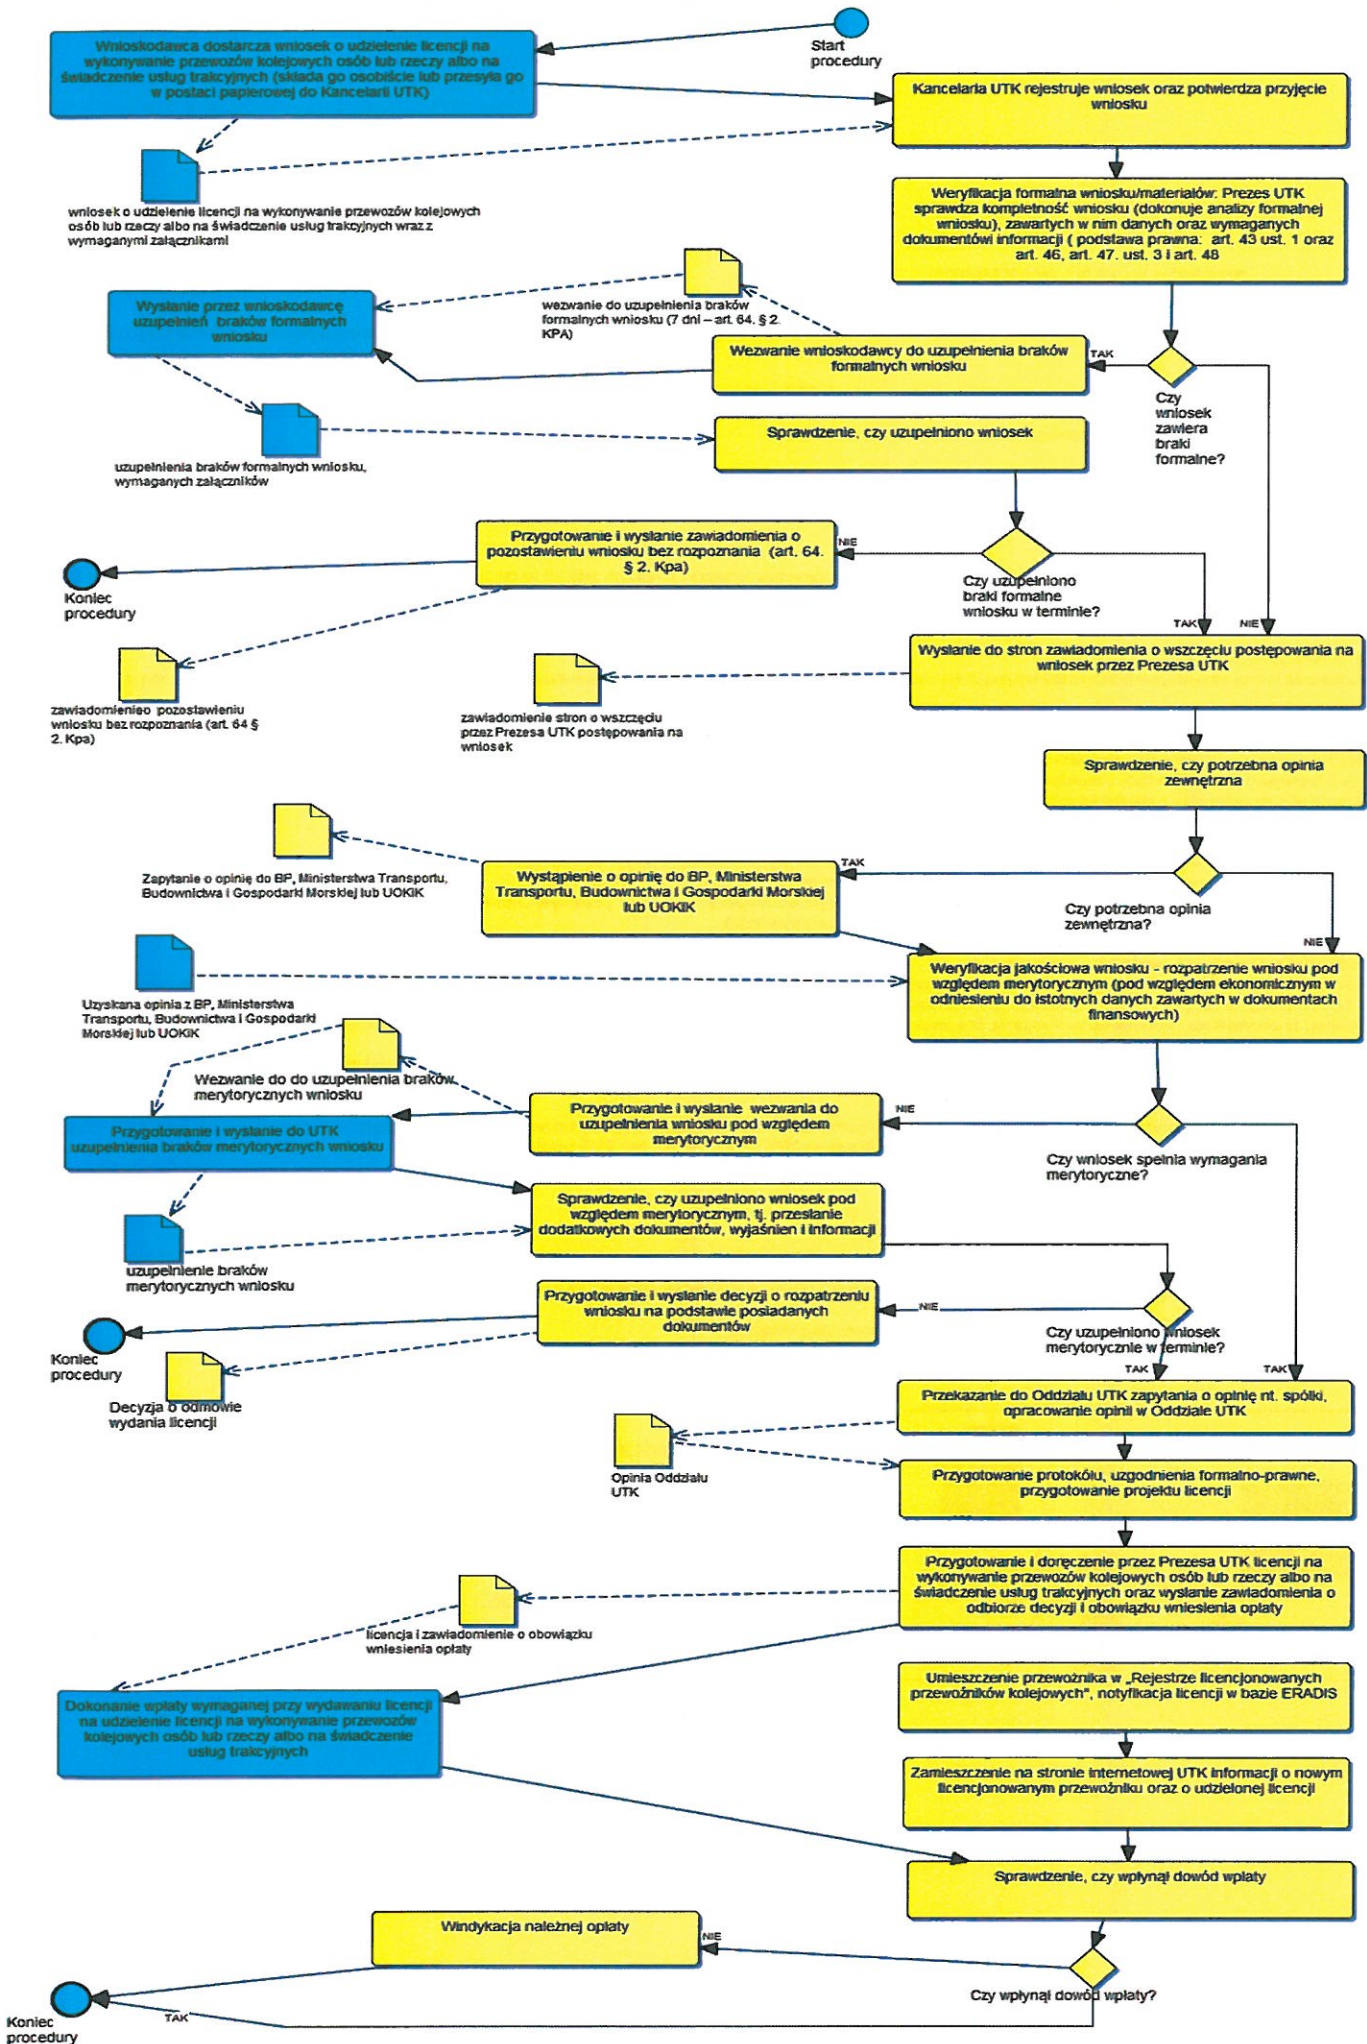 Start
procedury
Wnioskodawca dostarcza wniosek o udzielenie licencji na
wykonywanie przewozów kolejowych osób lub rzeczy albo na
świadczenie usług trakcyjnych (składa go osobiście lub przesyła go
w postaci papierowej do Kancelarii UTK)
Kancelaria UTK rejestruje wniosek oraz potwierdza przyjęcie
wniosku
wniosek o udzielenie licencji na wykonywanie przewozów kolejowych
osób lub rzeczy albo na świadczenie usług trakcyjnych wraz z
wymaganymi załącznikami
Weryfikacja formalna wniosku/materiałów: Prezes UTK
sprawdza kompletność wniosku (dokonuje analizy formalnej
wniosku), zawartych w nim danych oraz wymaganych
dokumentówi informacji ( podstawa prawna: art. 43 ust. 1 oraz
art. 46, art. 47. ust. 3 i art. 48
wezwanie do uzupełnienia braków
formalnych wniosku (7 dni – art. 64. § 2.
KPA)
Wysłanie przez wnioskodawcę
uzupełnień braków formalnych
wniosku
Wezwanie wnioskodawcy do uzupełnienia braków
formalnych wniosku
TAK
Czy
wniosek
zawiera
braki
formalne?
Sprawdzenie, czy uzupełniono wniosek
uzupełnienia braków formalnych wniosku,
wymaganych załączników
Przygotowanie i wysłanie zawiadomienia o
pozostawieniu wniosku bez rozpoznania (art. 64.
§ 2. Kpa)
NIE
Czy uzupełniono
braki formalne
wniosku w terminie?
Koniec
procedury
TAK
NIE
Wysłanie do stron zawiadomienia o wszczęciu postępowania na
wniosek przez Prezesa UTK
zawiadomienieo pozostawieniu
wniosku bez rozpoznania (art. 64 §
2. Kpa)
zawiadomienie stron o wszczęciu
przez Prezesa UTK postępowania na
wniosek
Sprawdzenie, czy potrzebna opinia
zewnętrzna
Zapytanie o opinię do BP, Ministerstwa Transportu,
Budownictwa i Gospodarki Morskiej lub UOKiK
Wystąpienie o opinię do BP, Ministerstwa
Transportu, Budownictwa i Gospodarki Morskiej
lub UOKiK
TAK
Czy potrzebna opinia
zewnętrzna?
NIE
Weryfikacja jakościowa wniosku - rozpatrzenie wniosku pod
względem merytorycznym (pod względem ekonomicznym w
odniesieniu do istotnych danych zawartych w dokumentach
finansowych)
Uzyskana opinia z BP, Ministerstwa
Transportu, Budownictwa i Gospodarki
Morskiej lub UOKiK
Wezwanie do do uzupełnienia braków
merytorycznych wniosku
Przygotowanie i wysłanie wezwania do
uzupełnienia wniosku pod względem
merytorycznym
NIE
Czy wniosek spełnia wymagania
merytoryczne?
Przygotowanie i wysłanie do UTK
uzupełnienia braków merytorycznych wniosku
Sprawdzenie, czy uzupełniono wniosek pod
względem merytorycznym, tj. przesłanie
dodatkowych dokumentów, wyjaśnien i informacji
uzupełnienie braków
merytorycznych wniosku
Przygotowanie i wysłanie decyzji o rozpatrzeniu
wniosku na podstawie posiadanych
dokumentów
NIE
Czy uzupełniono wniosek
merytorycznie w terminie?
Koniec
procedury
TAK
TAK
Decyzja o odmowie
wydania licencji
Przekazanie do Oddziału UTK zapytania o opinię nt. spółki,
opracowanie opinii w Oddziale UTK
Opinia Oddziału
UTK
Przygotowanie protokółu, uzgodnienia formalno-prawne,
przygotowanie projektu licencji
Przygotowanie i doręczenie przez Prezesa UTK licencji na
wykonywanie przewozów kolejowych osób lub rzeczy albo na
świadczenie usług trakcyjnych oraz wysłanie zawiadomienia o
odbiorze decyzji i obowiązku wniesienia opłaty
licencja i zawiadomienie o obowiązku
wniesienia opłaty
Umieszczenie przewoźnika w „Rejestrze licencjonowanych
przewoźników kolejowych”, notyfikacja licencji w bazie ERADIS
Dokonanie wpłaty wymaganej przy wydawaniu licencji
na udzielenie licencji na wykonywanie przewozów
kolejowych osób lub rzeczy albo na świadczenie
usług trakcyjnych
Zamieszczenie na stronie internetowej UTK informacji o nowym
licencjonowanym przewoźniku oraz o udzielonej licencji
Sprawdzenie, czy wpłynął dowód wpłaty
Windykacja należnej opłaty
NIE
Czy wpłynął dowód wpłaty?
TAK
Koniec
procedury